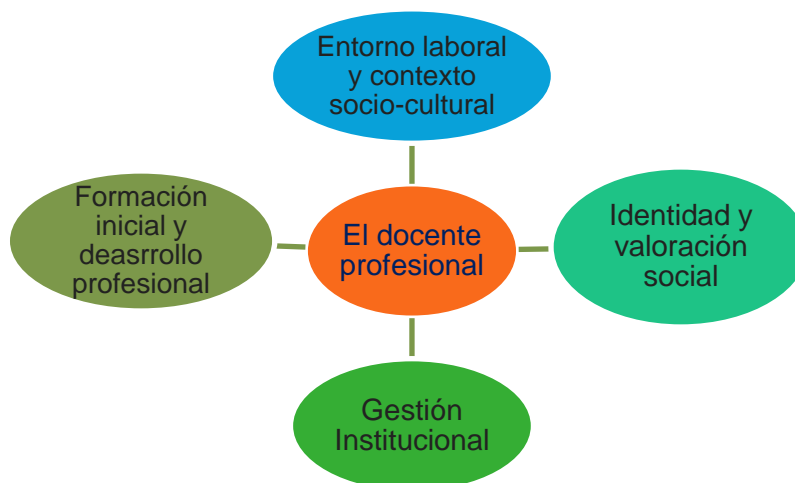 Entorno laboral
y contexto
socio-cultural
Formación
inicial y
deasrrollo
profesional
El docente
profesional
Identidad y
valoración
social
Gestión
Institucional